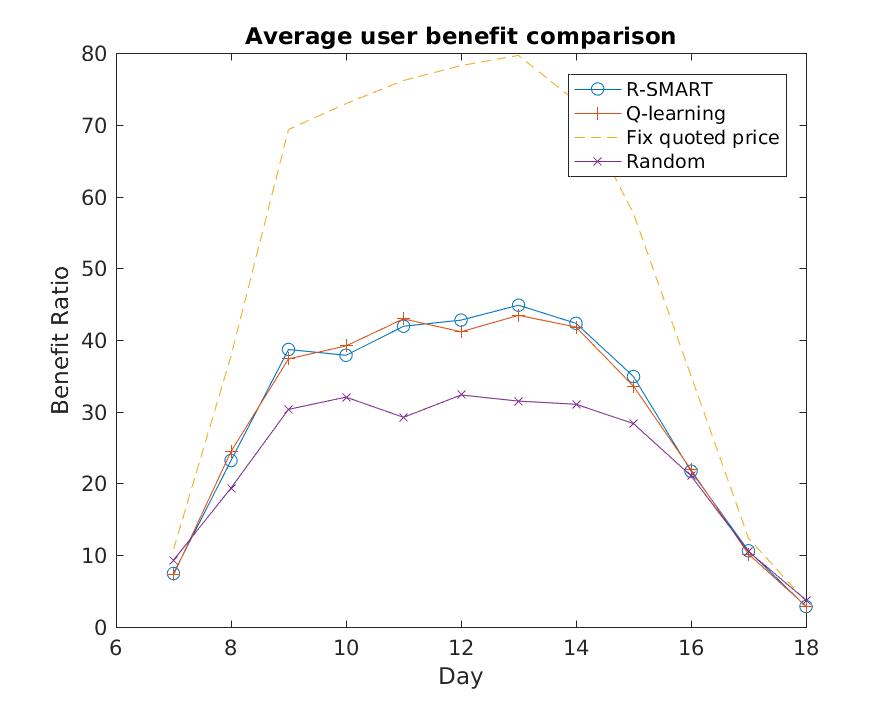 Average user benefit comparison
80
70
60
50
40
30
20
10
0
Benefit Ratio
R-SMART
Q-learning
Fix quoted price
Random
6 8 10 12 14 16 18
Day